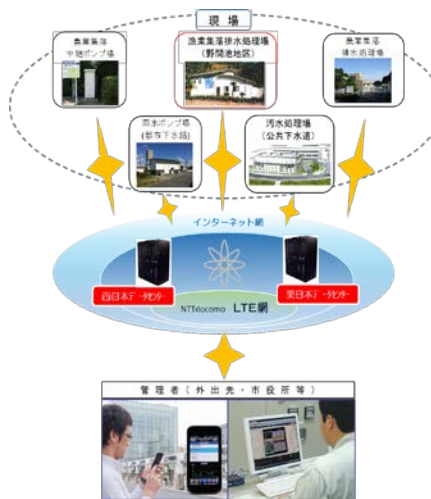 現場
農業集落
中継ポンプ場
漁業集落排水処理場
(野間池地区)
農業集落
排水処理場
雨水ポンプ場
(都市下水路)
汚水処理場
(公共下水道)
インターネット網
西日本データセンター
東日本データセンター
NTTdocomo LTE網
管理者(外出先・市役所等)